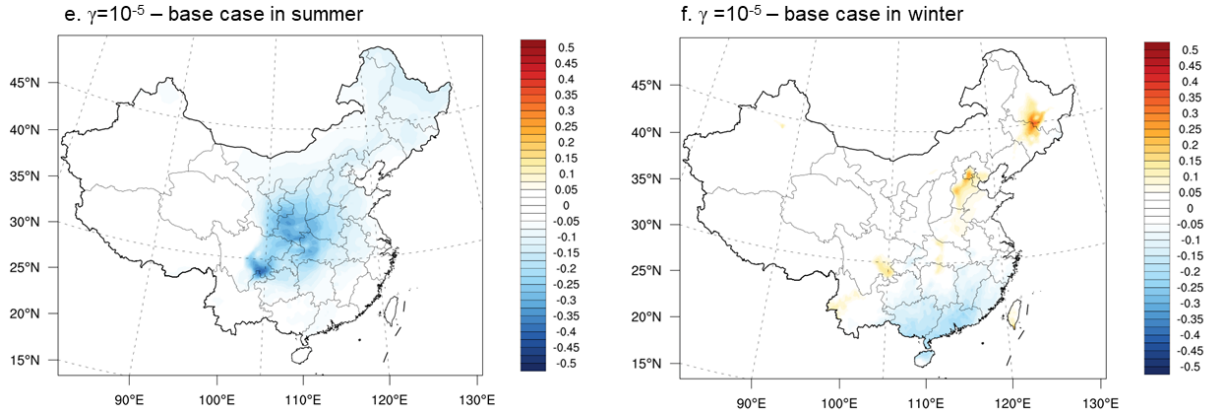 e. γ=10⁻⁵ – base case in summer
45°N
40°N
35°N
30°N
25°N
20°N
15°N
90°E
100°E
110°E
120°E
130°E
0.5
0.4
0.35
0.3
0.25
0.2
0.15
0.1
0.05
0
-0.05
-0.1
-0.15
-0.2
-0.25
-0.3
-0.35
-0.4
-0.45
-0.5
f. γ =10⁻⁵ – base case in winter
45°N
40°N
35°N
30°N
25°N
20°N
15°N
90°E
100°E
110°E
120°E
130°E
0.5
0.4
0.35
0.3
0.25
0.2
0.15
0.1
0.05
0
-0.05
-0.1
-0.15
-0.2
-0.25
-0.3
-0.35
-0.4
-0.45
-0.5